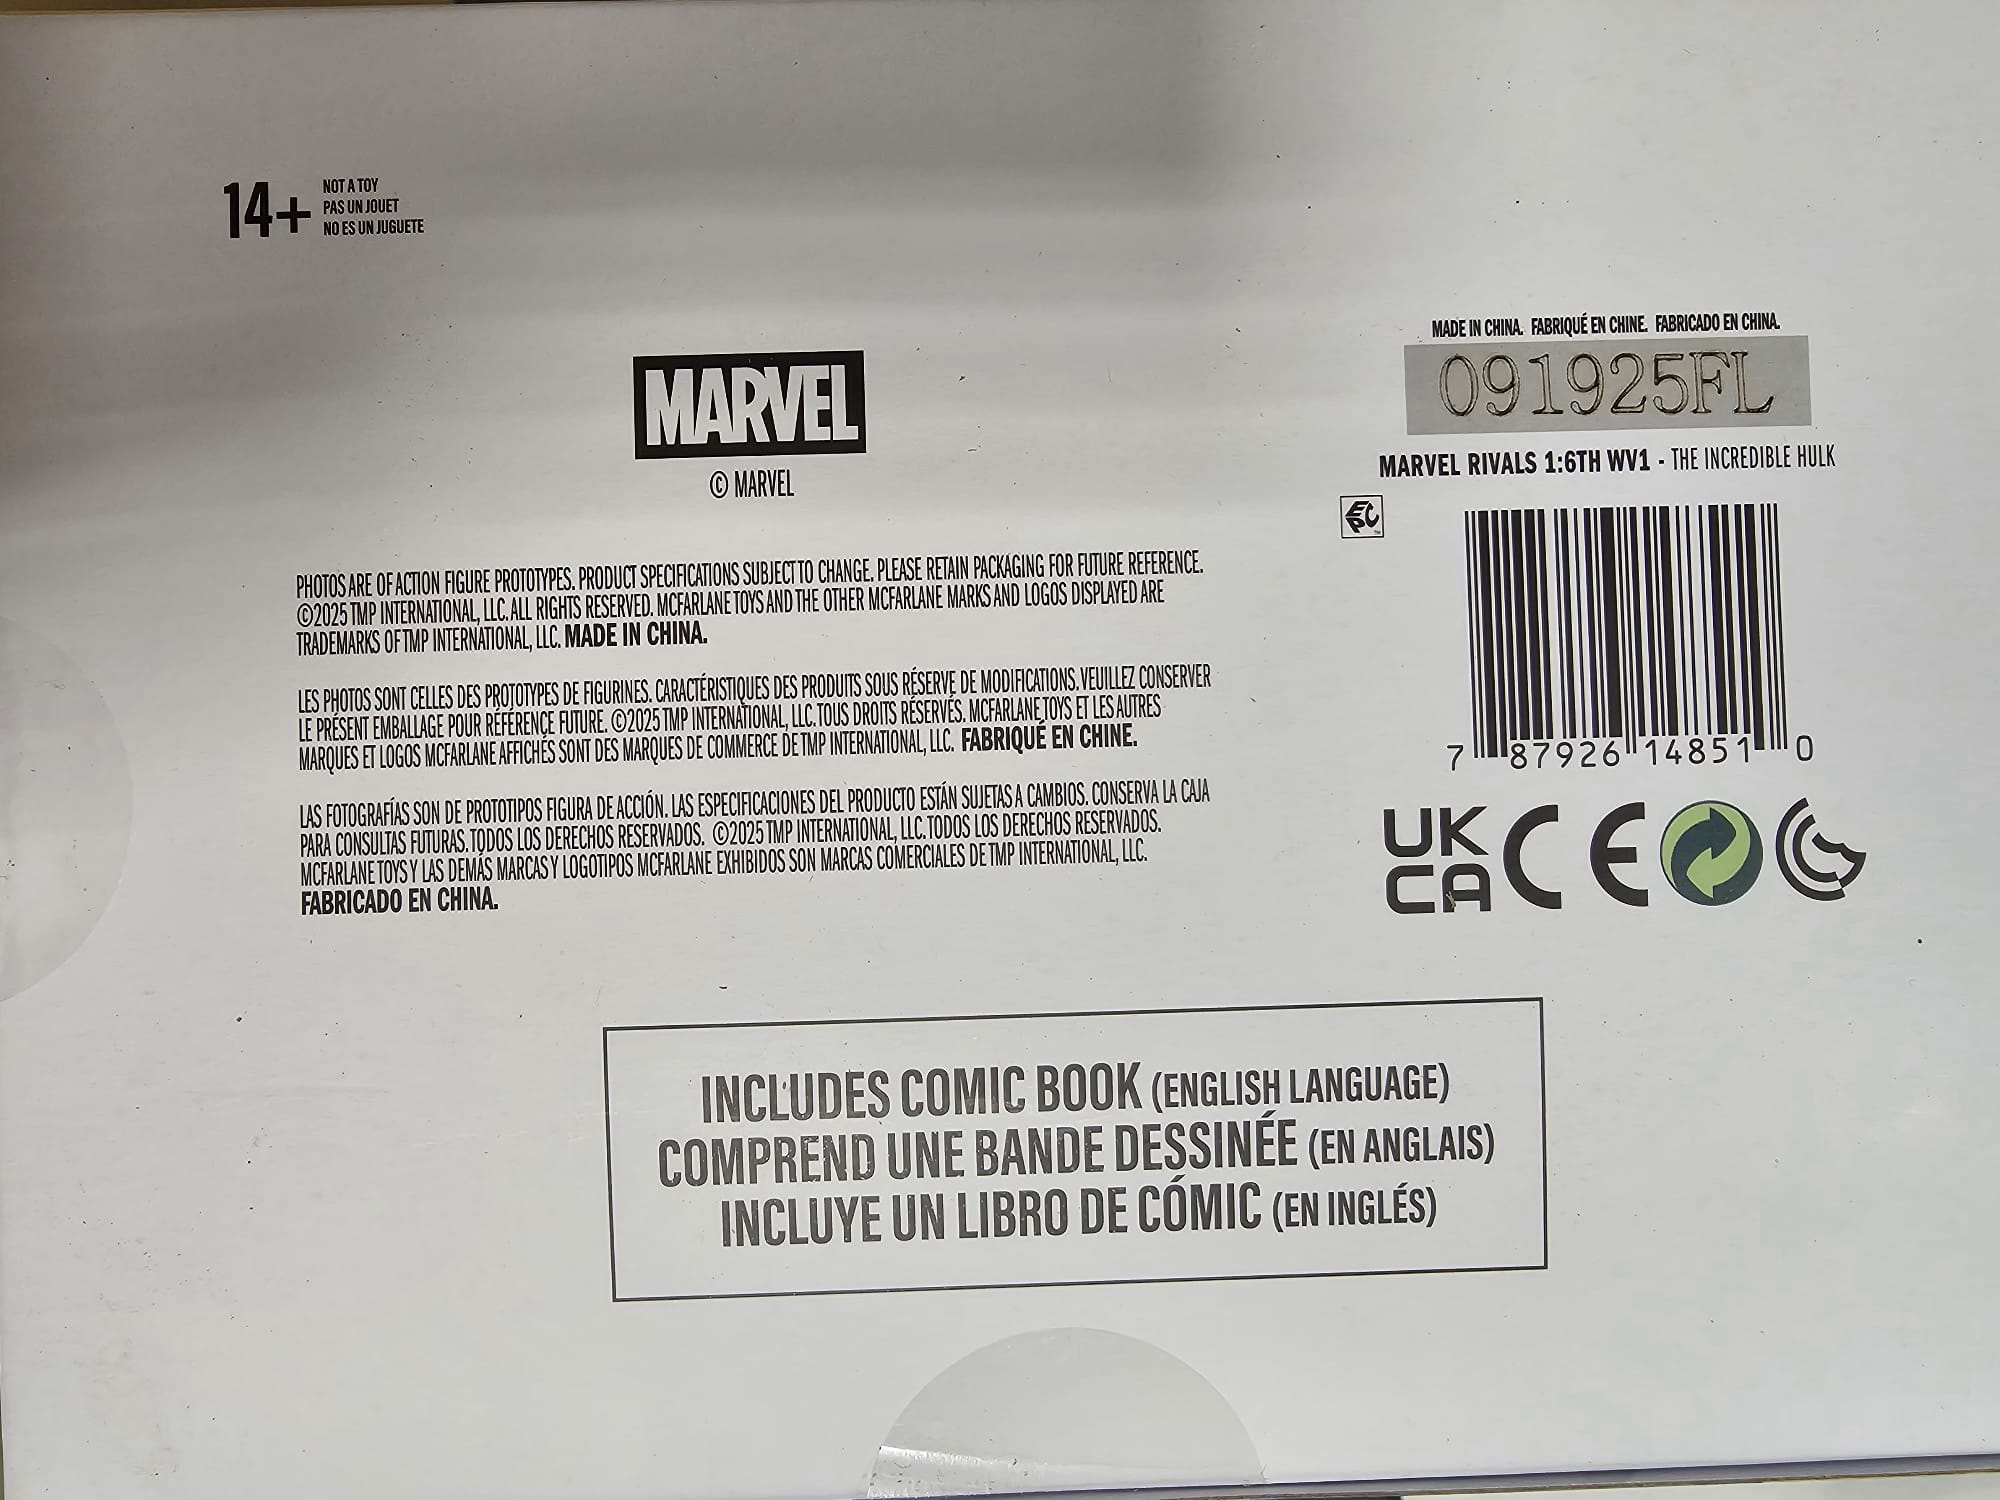 14+
NOT A TOY
PAS UN JOUET
NO ES UN JUGUETE
MARVEL
© MARVEL
PHOTOS ARE OF ACTION FIGURE PROTOTYPES. PRODUCT SPECIFICATIONS SUBJECT TO CHANGE. PLEASE RETAIN PACKAGING FOR FUTURE REFERENCE.
©2025 TMP INTERNATIONAL, LLC. ALL RIGHTS RESERVED. MCFARLANE TOYS AND THE OTHER MCFARLANE MARKS AND LOGOS DISPLAYED ARE
TRADEMARKS OF TMP INTERNATIONAL, LLC. MADE IN CHINA.
LES PHOTOS SONT CELLES DES PROTOTYPES DE FIGURINES. CARACTÉRISTIQUES DES PRODUITS SOUS RÉSERVE DE MODIFICATIONS. VEUILLEZ CONSERVER
LE PRÉSENT EMBALLAGE POUR RÉFÉRENCE FUTURE. ©2025 TMP INTERNATIONAL, LLC. TOUS DROITS RÉSERVÉS. MCFARLANE TOYS ET LES AUTRES
MARQUES ET LOGOS MCFARLANE AFFICHÉS SONT DES MARQUES DE COMMERCE DE TMP INTERNATIONAL, LLC. FABRIQUÉ EN CHINE.
LAS FOTOGRAFÍAS SON DE PROTOTIPOS FIGURA DE ACCIÓN. LAS ESPECIFICACIONES DEL PRODUCTO ESTÁN SUJETAS A CAMBIOS. CONSERVA LA CAJA
PARA CONSULTAS FUTURAS. TODOS LOS DERECHOS RESERVADOS. ©2025 TMP INTERNATIONAL, LLC. TODOS LOS DERECHOS RESERVADOS.
MCFARLANE TOYS Y LAS DEMÁS MARCAS Y LOGOTIPOS MCFARLANE EXHIBIDOS SON MARCAS COMERCIALES DE TMP INTERNATIONAL, LLC.
FABRICADO EN CHINA.
MADE IN CHINA. FABRIQUÉ EN CHINE. FABRICADO EN CHINA.
091925FL
MARVEL RIVALS 1:6TH WV1 - THE INCREDIBLE HULK
EPC ™
7 87926 14851 0
UK
CA
CE
INCLUDES COMIC BOOK (ENGLISH LANGUAGE)
COMPREND UNE BANDE DESSINÉE (EN ANGLAIS)
INCLUYE UN LIBRO DE CÓMIC (EN INGLÉS)